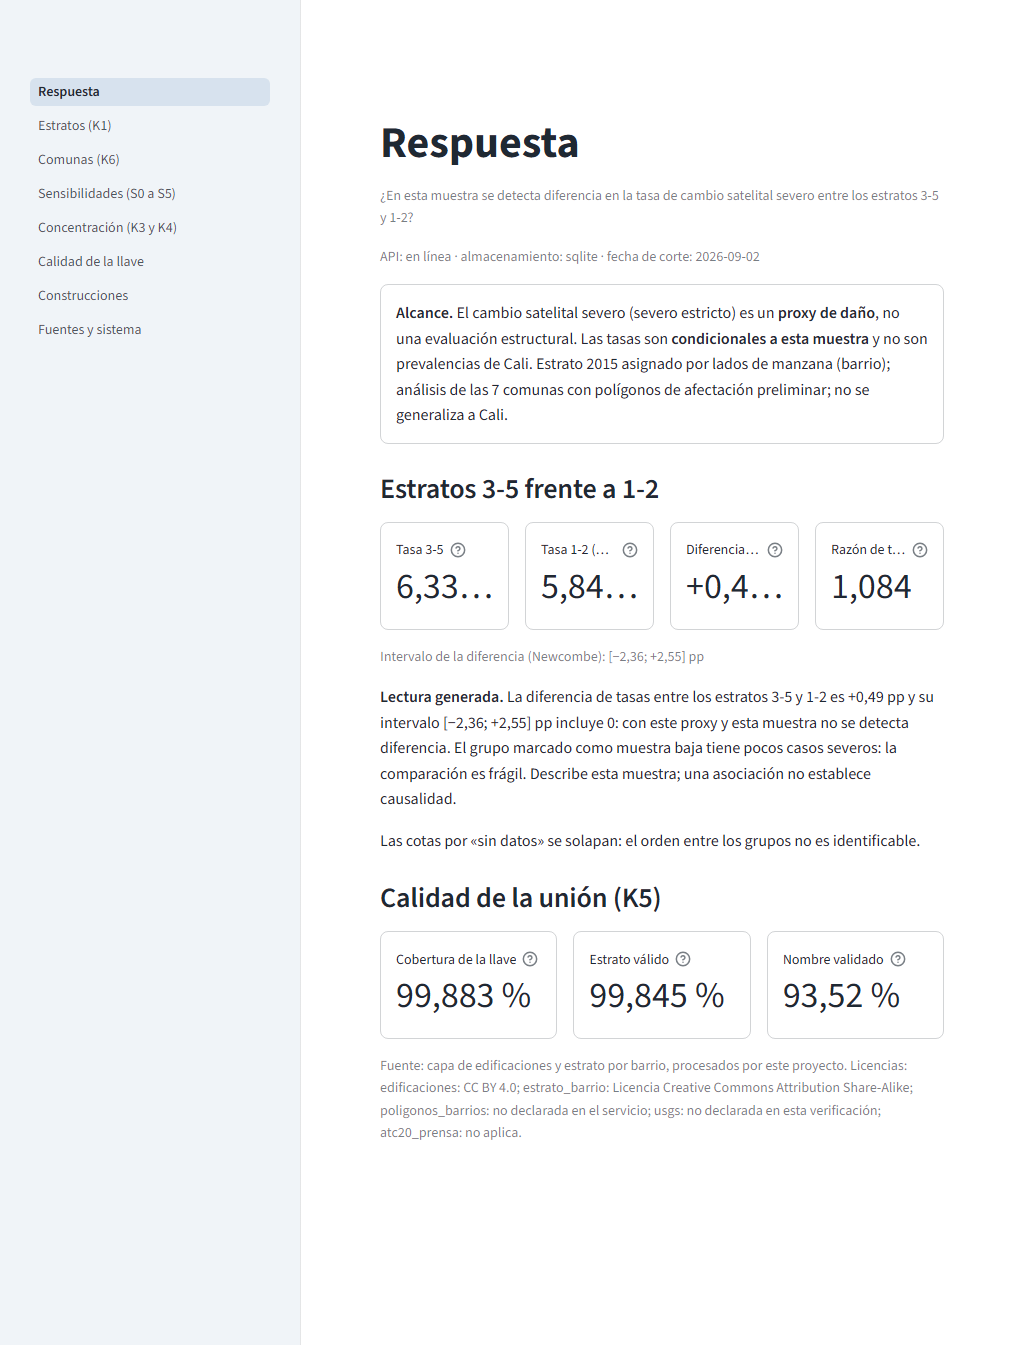 Respuesta
Estratos (K1)
Comunas (K6)
Sensibilidades (S0 a S5)
Concentración (K3 y K4)
Calidad de la llave
Construcciones
Fuentes y sistema
Respuesta
¿En esta muestra se detecta diferencia en la tasa de cambio satelital severo entre los estratos 3-5
y 1-2?
API: en línea · almacenamiento: sqlite · fecha de corte: 2026-09-02
Alcance. El cambio satelital severo (severo estricto) es un proxy de daño, no
una evaluación estructural. Las tasas son condicionales a esta muestra y no son
prevalencias de Cali. Estrato 2015 asignado por lados de manzana (barrio);
análisis de las 7 comunas con polígonos de afectación preliminar; no se
generaliza a Cali.
Estratos 3-5 frente a 1-2
Tasa 3-5
6,33…
Tasa 1-2 (…
5,84…
Diferencia…
+0,4…
Razón de t…
1,084
Intervalo de la diferencia (Newcombe): [−2,36; +2,55] pp
Lectura generada. La diferencia de tasas entre los estratos 3-5 y 1-2 es +0,49 pp y su
intervalo [−2,36; +2,55] pp incluye 0: con este proxy y esta muestra no se detecta
diferencia. El grupo marcado como muestra baja tiene pocos casos severos: la
comparación es frágil. Describe esta muestra; una asociación no establece
causalidad.
Las cotas por «sin datos» se solapan: el orden entre los grupos no es identificable.
Calidad de la unión (K5)
Cobertura de la llave
99,883 %
Estrato válido
99,845 %
Nombre validado
93,52 %
Fuente: capa de edificaciones y estrato por barrio, procesados por este proyecto. Licencias:
edificaciones: CC BY 4.0; estrato_barrio: Licencia Creative Commons Attribution Share-Alike;
poligonos_barrios: no declarada en el servicio; usgs: no declarada en esta verificación;
atc20_prensa: no aplica.